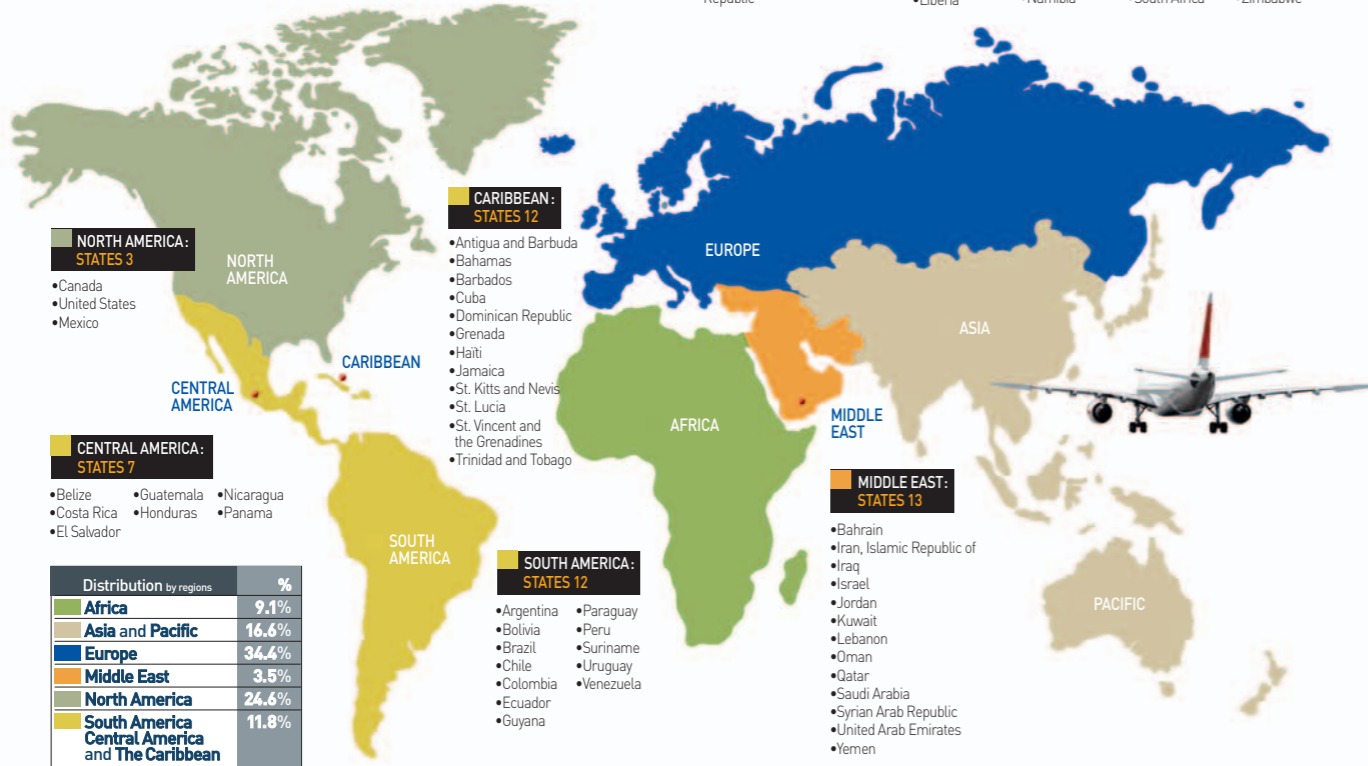 Republic
•Liberia
•Namibia
•South Africa
•Zimbabwe
CARIBBEAN:
STATES 12
•Antigua and Barbuda
•Bahamas
•Barbados
•Cuba
•Dominican Republic
•Grenada
•Haïti
•Jamaica
•St. Kitts and Nevis
•St. Lucia
•St. Vincent and
the Grenadines
•Trinidad and Tobago
NORTH AMERICA:
STATES 3
•Canada
•United States
•Mexico
NORTH
AMERICA
EUROPE
ASIA
CARIBBEAN
CENTRAL
AMERICA
AFRICA
MIDDLE
EAST
CENTRAL AMERICA:
STATES 7
•Belize
•Costa Rica
•El Salvador
•Guatemala
•Honduras
•Nicaragua
•Panama
SOUTH
AMERICA
SOUTH AMERICA:
STATES 12
•Argentina
•Bolivia
•Brazil
•Chile
•Colombia
•Ecuador
•Guyana
•Paraguay
•Peru
•Suriname
•Uruguay
•Venezuela
MIDDLE EAST:
STATES 13
•Bahrain
•Iran, Islamic Republic of
•Iraq
•Israel
•Jordan
•Kuwait
•Lebanon
•Oman
•Qatar
•Saudi Arabia
•Syrian Arab Republic
•United Arab Emirates
•Yemen
PACIFIC
Distribution by regions %
Africa 9.1%
Asia and Pacific 16.6%
Europe 34.4%
Middle East 3.5%
North America 24.6%
South America 11.8%
Central America
and The Caribbean